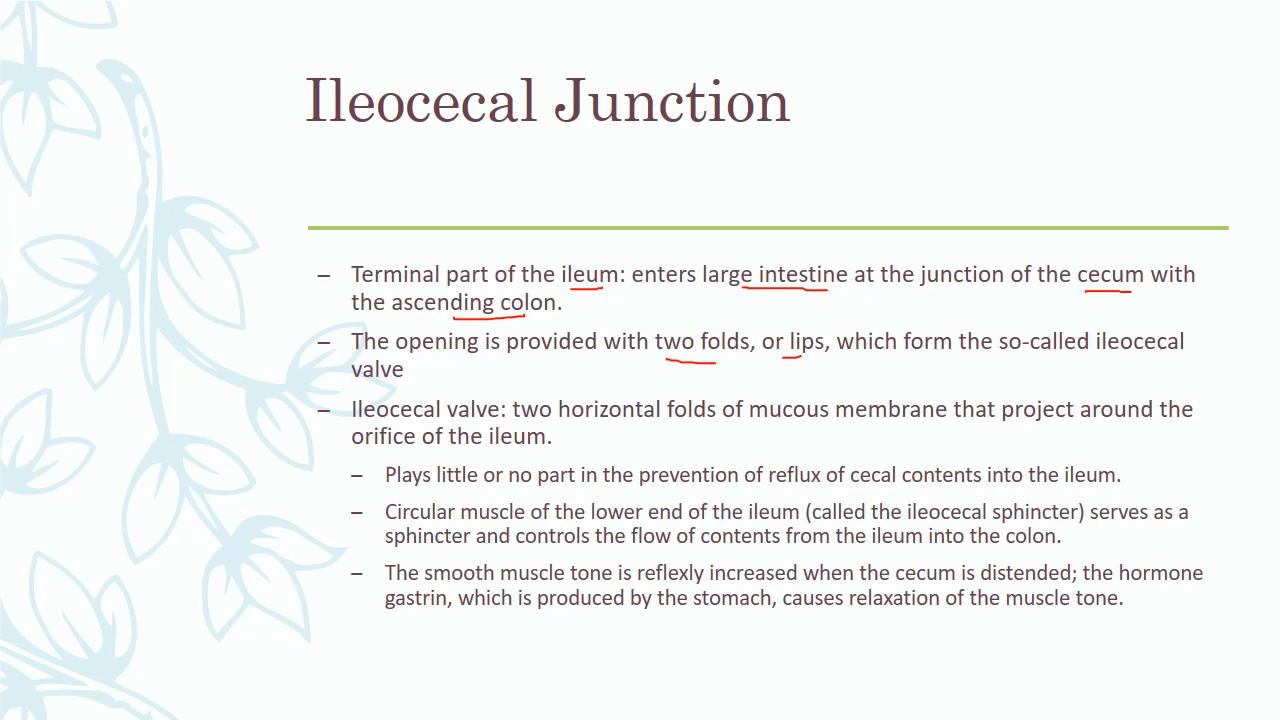 Ileocecal Junction
– Terminal part of the ileum: enters large intestine at the junction of the cecum with
the ascending colon.
– The opening is provided with two folds, or lips, which form the so-called ileocecal
valve
– Ileocecal valve: two horizontal folds of mucous membrane that project around the
orifice of the ileum.
– Plays little or no part in the prevention of reflux of cecal contents into the ileum.
– Circular muscle of the lower end of the ileum (called the ileocecal sphincter) serves as a
sphincter and controls the flow of contents from the ileum into the colon.
– The smooth muscle tone is reflexly increased when the cecum is distended; the hormone
gastrin, which is produced by the stomach, causes relaxation of the muscle tone.